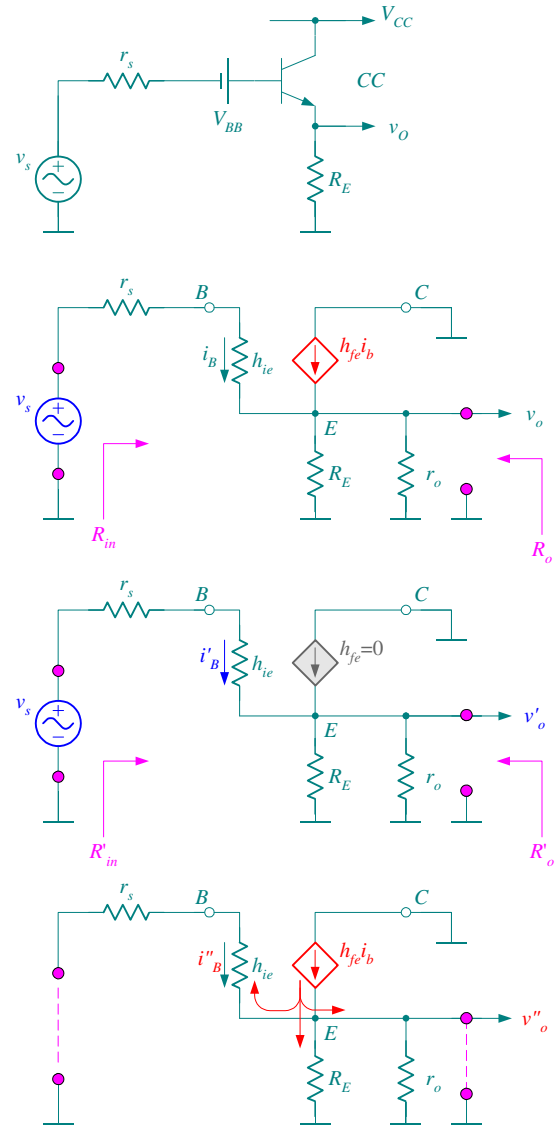 V_CC
r_s
CC
V_BB
v_O
v_s
+
−
R_E
r_s
B
C
i_B
h_ie
h_fe i_b
v_s
+
−
E
v_o
R_E
r_o
R_in
R_o
r_s
B
C
i'_B
h_ie
h_fe=0
v_s
+
−
E
v'_o
R_E
r_o
R'_in
R'_o
r_s
B
C
i"_B
h_ie
h_fe i_b
E
v"_o
R_E
r_o